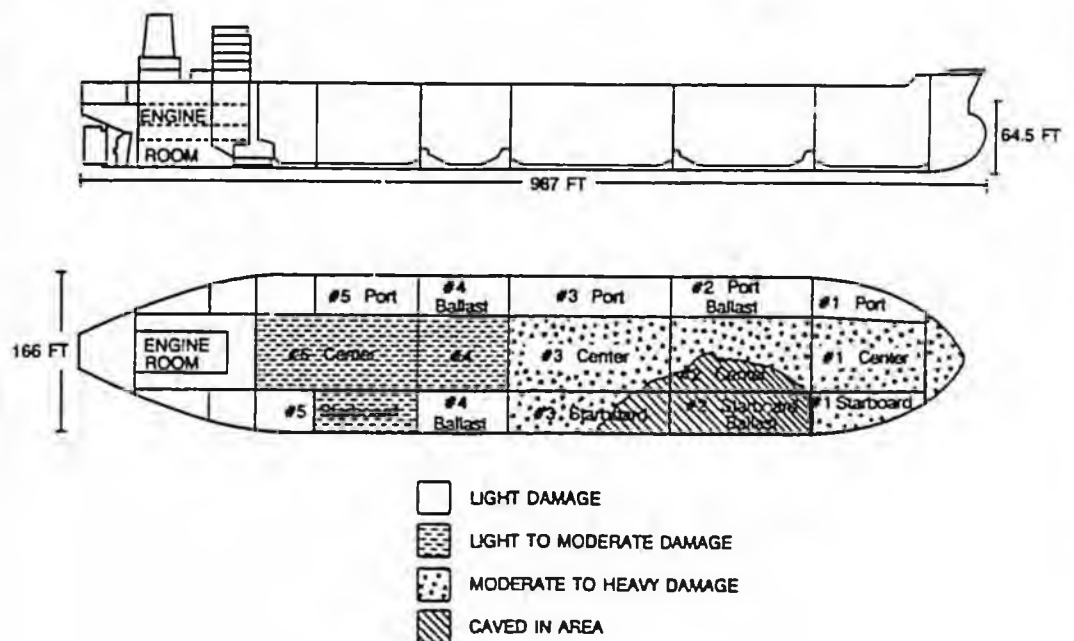 ENGINE
ROOM
64.5 FT
987 FT
166 FT
ENGINE
ROOM
#5 Port
#4
Ballast
#3 Port
#2 Port
Ballast
#1 Port
#5 Center
#4
#3 Center
#2 Center
#1 Center
#5 Starboard
#4
Ballast
#3 Starboard
#2 Starboard
Ballast
#1 Starboard
LIGHT DAMAGE
LIGHT TO MODERATE DAMAGE
MODERATE TO HEAVY DAMAGE
CAVED IN AREA